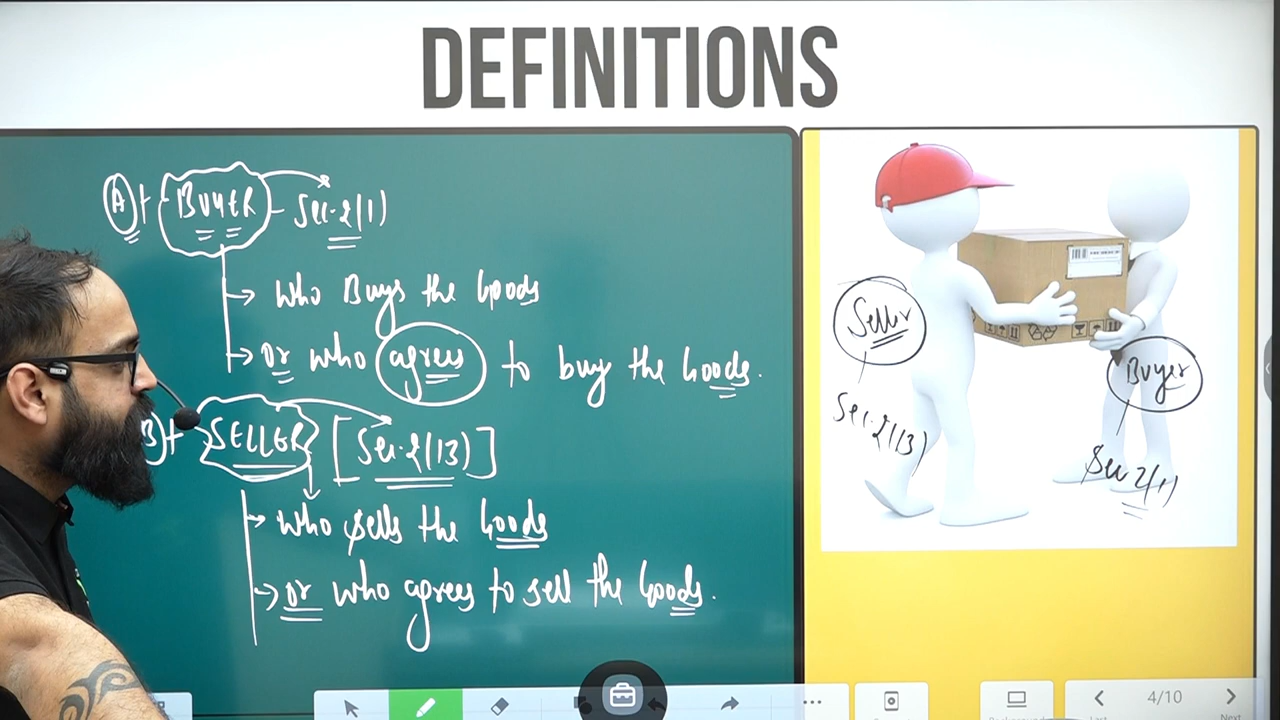 DEFINITIONS
A) + BUYER - Sec. 2(1)
→ Who Buys the Goods
→ or who agrees to buy the Goods.
B) + SELLER [Sec. 2(13)]
→ Who sells the Goods
→ or who agrees to sell the Goods.
Seller
Sec. 2(13)
Buyer
Sec 2(1)
4/10
Last
Next